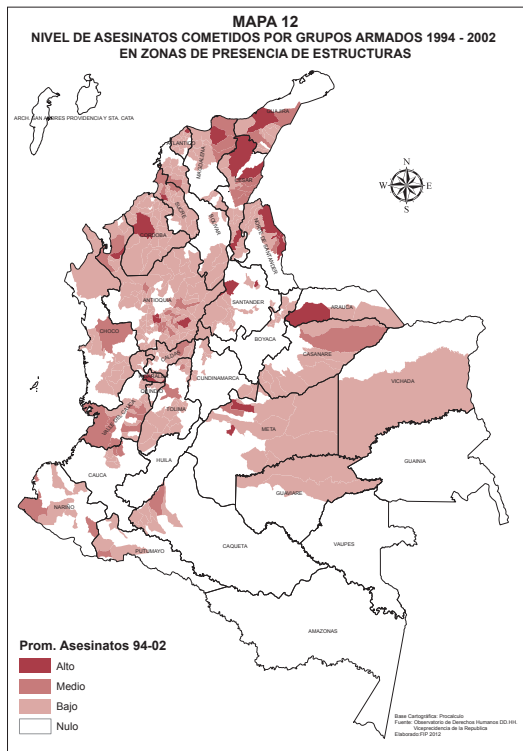 MAPA 12
NIVEL DE ASESINATOS COMETIDOS POR GRUPOS ARMADOS 1994 - 2002
EN ZONAS DE PRESENCIA DE ESTRUCTURAS
ARCH. SAN ANDRES PROVIDENCIA Y STA. CATA
GUAJIRA
ATLANTICO
MAGDALENA
CESAR
N
W
E
S
SUCRE
BOLIVAR
NORTE DE SANTANDER
CORDOBA
ANTIOQUIA
SANTANDER
ARAUCA
CHOCO
BOYACA
CASANARE
CALDAS
CUNDINAMARCA
VICHADA
QUINDIO
TOLIMA
VALLE DEL CAUCA
META
HUILA
GUAINIA
CAUCA
GUAVIARE
NARIÑO
VAUPES
CAQUETA
PUTUMAYO
AMAZONAS
Prom. Asesinatos 94-02
Alto
Medio
Bajo
Nulo
Base Cartográfica: Procalculo
Fuente: Observatorio de Derechos Humanos DD.HH.
Vicepresidencia de la Republica
Elaborado:FIP 2012